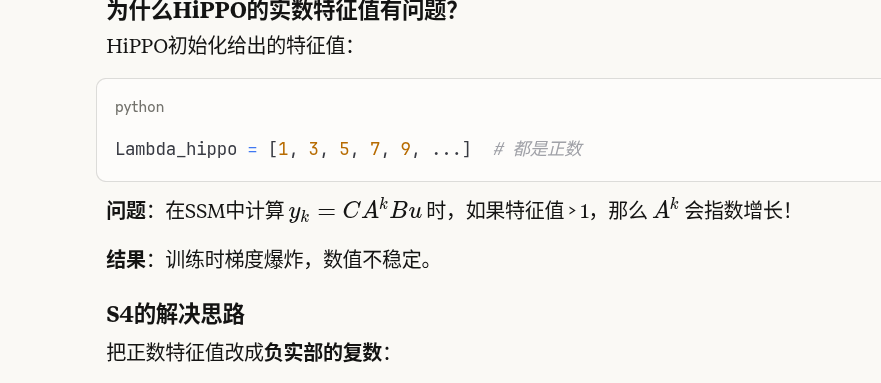 为什么HiPPO的实数特征值有问题？
HiPPO初始化给出的特征值：
python
Lambda_hippo = [1, 3, 5, 7, 9, ...]  # 都是正数
问题：在SSM中计算 $y_k = CA^kBu$ 时，如果特征值 > 1，那么 $A^k$ 会指数增长！
结果：训练时梯度爆炸，数值不稳定。
S4的解决思路
把正数特征值改成负实部的复数：